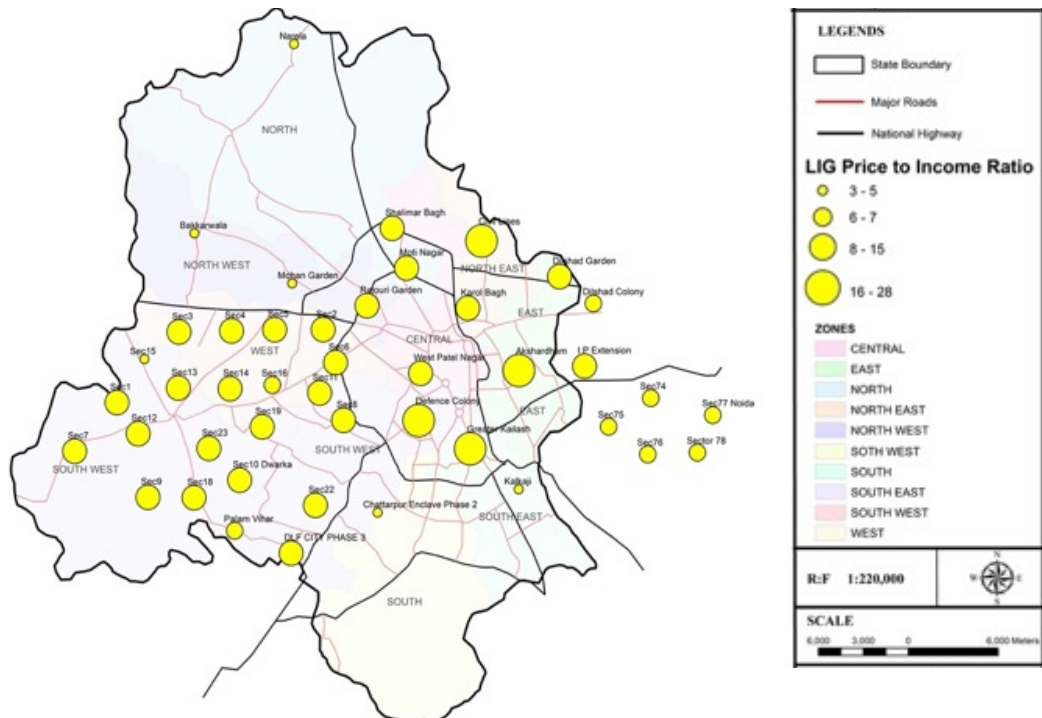 Narela
NORTH
Bakkarwala
Shalimar Bagh
Civil Lines
NORTH WEST
Moti Nagar
NORTH EAST
Dilshad Garden
Mohan Garden
Rajouri Garden
Karol Bagh
Dilshad Colony
EAST
Sec3
Sec4
Sec5
Sec2
CENTRAL
WEST
Sec15
Sec6
West Patel Nagar
Akshardham
I.P Extension
Sec13
Sec14
Sec16
Sec11
Sec1
Sec74
Sec12
Sec19
Sec8
Defence Colony
EAST
Sec75
Sec77 Noida
Sec7
Sec23
SOUTH WEST
Greater Kailash
Sec76
Sector 78
SOUTH WEST
Sec10 Dwarka
Sec9
Sec18
Sec22
Kalkaji
Chattarpur Enclave Phase 2
SOUTH EAST
Palam Vihar
DLF CITY PHASE 3
SOUTH
LEGENDS
State Boundary
Major Roads
National Highway
LIG Price to Income Ratio
3 - 5
6 - 7
8 - 15
16 - 28
ZONES
CENTRAL
EAST
NORTH
NORTH EAST
NORTH WEST
SOTH WEST
SOUTH
SOUTH EAST
SOUTH WEST
WEST
R:F 1:220,000
N
W E
S
SCALE
6,000 3,000 0 6,000 Meters